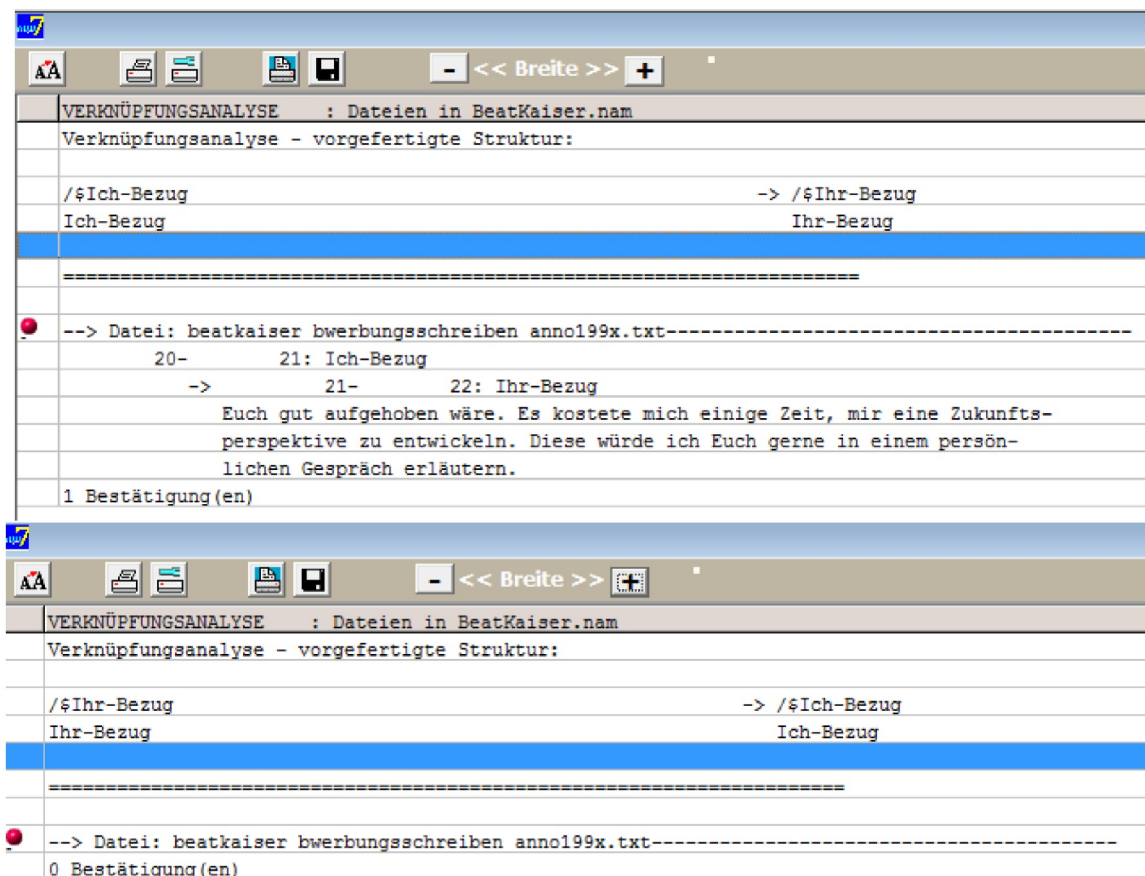 AA - << Breite >> +
VERKNÜPFUNGSANALYSE : Dateien in BeatKaiser.nam
Verknüpfungsanalyse - vorgefertigte Struktur:
/$Ich-Bezug -> /$Ihr-Bezug
Ich-Bezug Ihr-Bezug
======================================================================
--> Datei: beatkaiser bwerbungsschreiben anno199x.txt-----------------------------------------
20- 21: Ich-Bezug
-> 21- 22: Ihr-Bezug
Euch gut aufgehoben wäre. Es kostete mich einige Zeit, mir eine Zukunfts-
perspektive zu entwickeln. Diese würde ich Euch gerne in einem persön-
lichen Gespräch erläutern.
1 Bestätigung(en)
AA - << Breite >> +
VERKNÜPFUNGSANALYSE : Dateien in BeatKaiser.nam
Verknüpfungsanalyse - vorgefertigte Struktur:
/$Ihr-Bezug -> /$Ich-Bezug
Ihr-Bezug Ich-Bezug
======================================================================
--> Datei: beatkaiser bwerbungsschreiben anno199x.txt-----------------------------------------
0 Bestätigung(en)